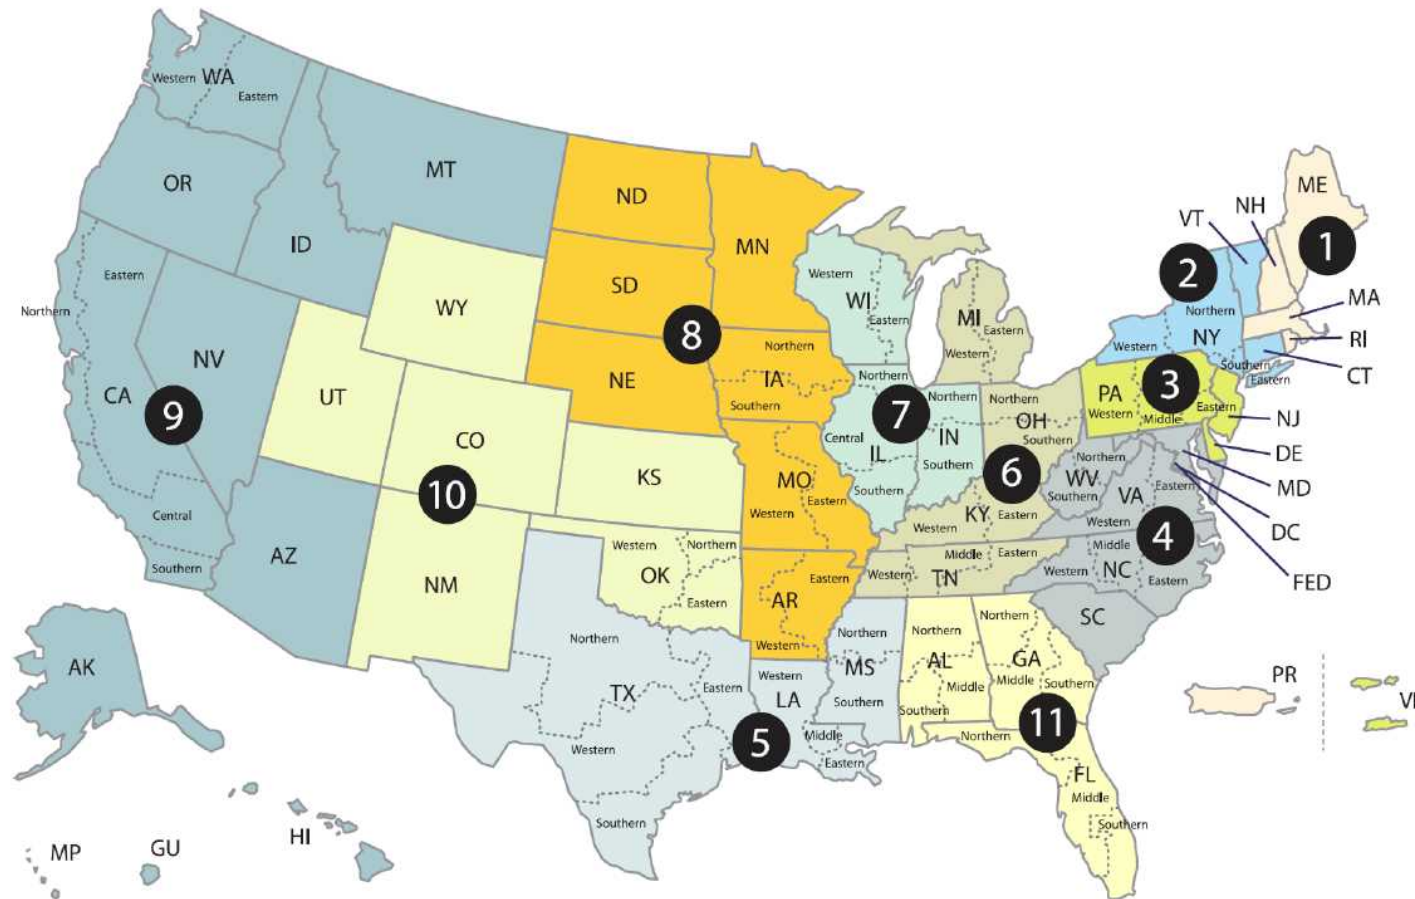 WA
Western
Eastern
OR
MT
ID
ND
MN
SD
WY
NE
8
Northern
IA
Southern
Eastern
Northern
NV
CA
9
Central
Southern
UT
CO
10
KS
AZ
NM
MO
Eastern
Western
Western
Northern
OK
Eastern
Eastern
AR
Western
Western
WI
Eastern
MI
Eastern
Western
Northern
7
Northern
Central
IL
IN
Southern
Southern
Northern
OH
Southern
6
KY
Western
Eastern
Western
Middle
Eastern
TN
ME
1
NH
VT
2
Northern
MA
RI
Western
NY
Southern
CT
Eastern
PA
3
Western
Middle
Eastern
NJ
DE
MD
DC
FED
Northern
WV
Southern
VA
Eastern
Western
4
Middle
Western
NC
Eastern
SC
Northern
TX
Eastern
Western
Southern
Western
LA
5
Middle
Eastern
Northern
MS
Southern
Northern
AL
Middle
Southern
Northern
GA
Middle
Southern
11
Northern
FL
Middle
Southern
PR
VI
AK
HI
GU
MP